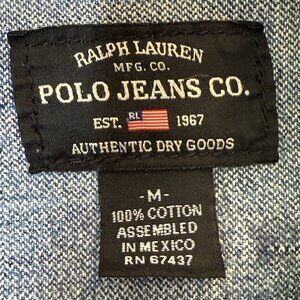 RALPH LAUREN
MFG. CO.
POLO JEANS CO.
EST. RL 1967
AUTHENTIC DRY GOODS
-M-
100% COTTON
ASSEMBLED
IN MEXICO
RN 67437